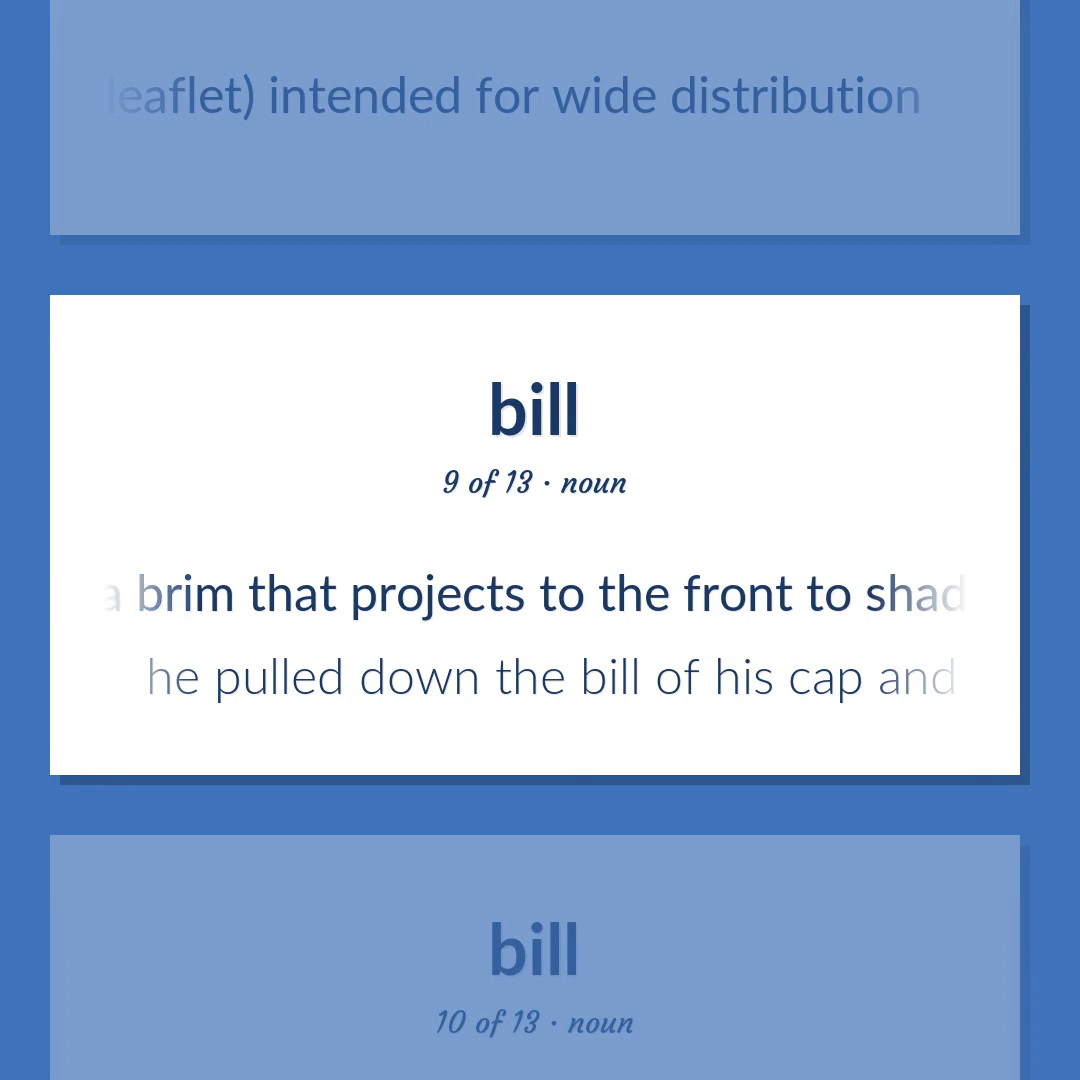 leaflet) intended for wide distribution
bill
9 of 13 · noun
a brim that projects to the front to shad
he pulled down the bill of his cap and
bill
10 of 13 · noun